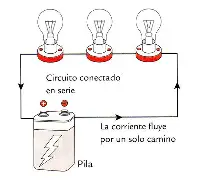 Circuito conectado
en serie
La corriente fluye
por un solo camino
Pila